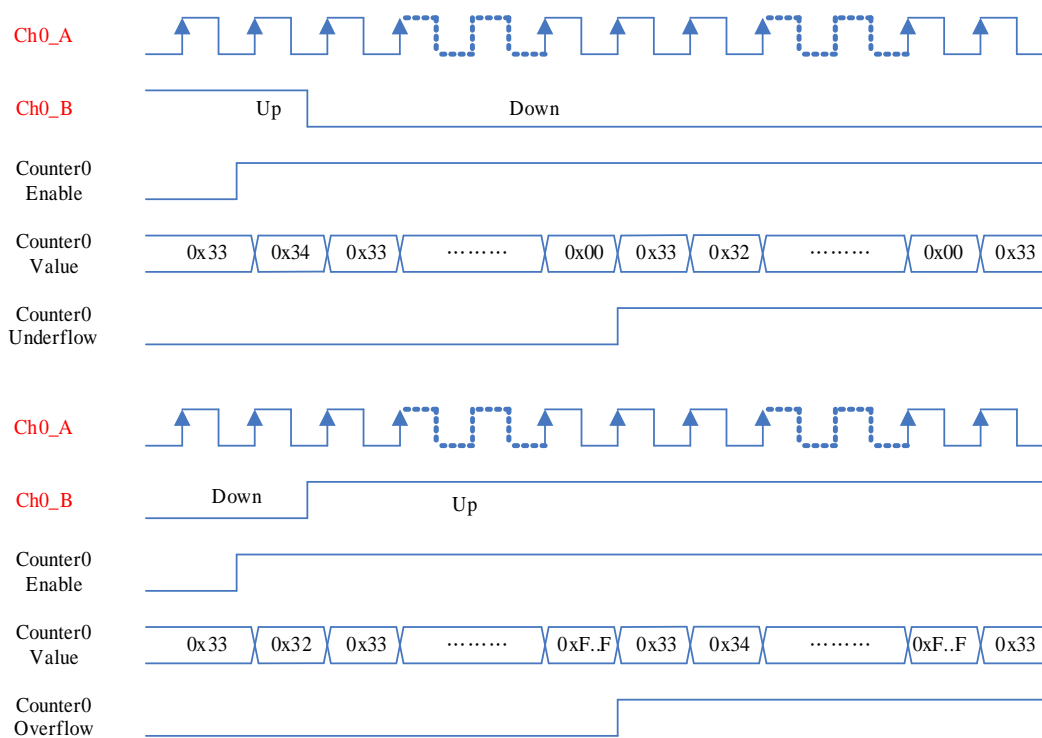 Ch0_A
Ch0_B
Up
Down
Counter0
Enable
Counter0
Value
0x33
0x34
0x33
·········
0x00
0x33
0x32
·········
0x00
0x33
Counter0
Underflow
Ch0_A
Ch0_B
Down
Up
Counter0
Enable
Counter0
Value
0x33
0x32
0x33
·········
0xF..F
0x33
0x34
·········
0xF..F
0x33
Counter0
Overflow